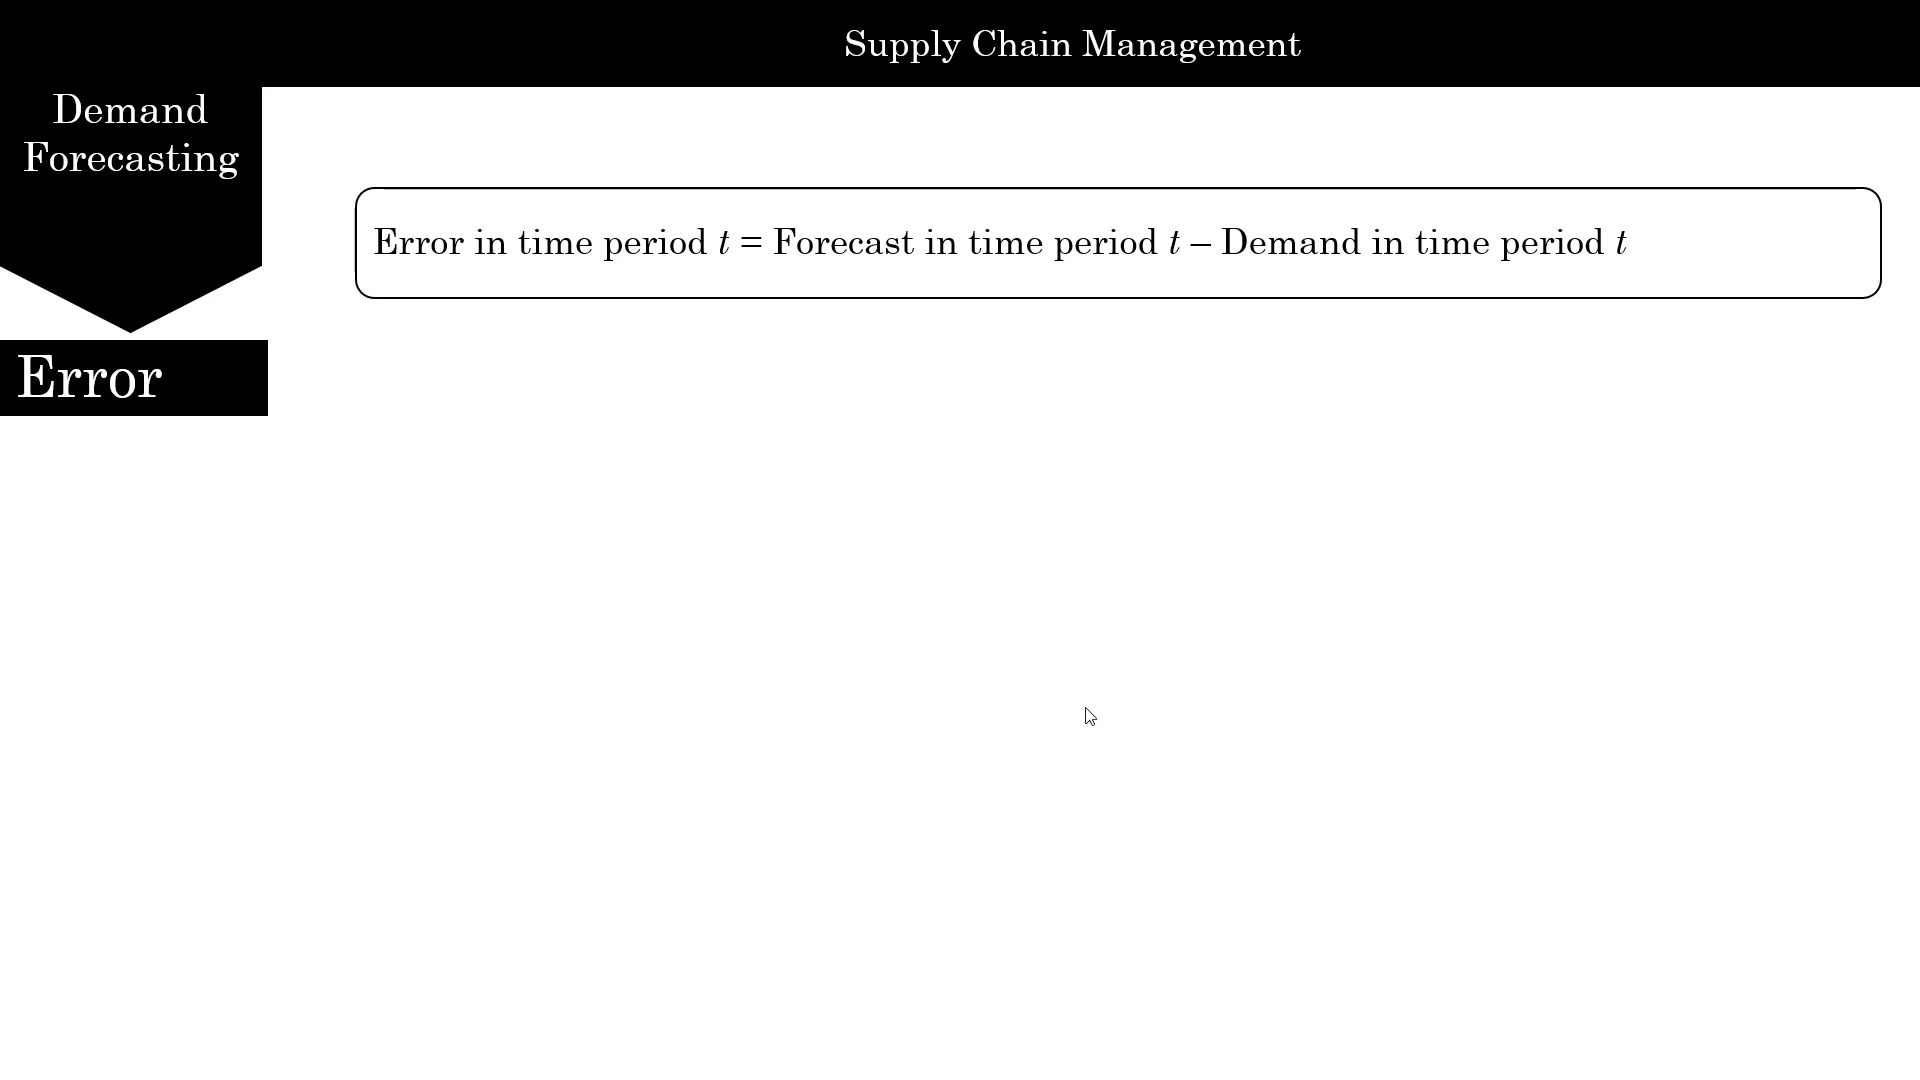 Supply Chain Management
Demand
Forecasting
Error in time period t = Forecast in time period t – Demand in time period t
Error